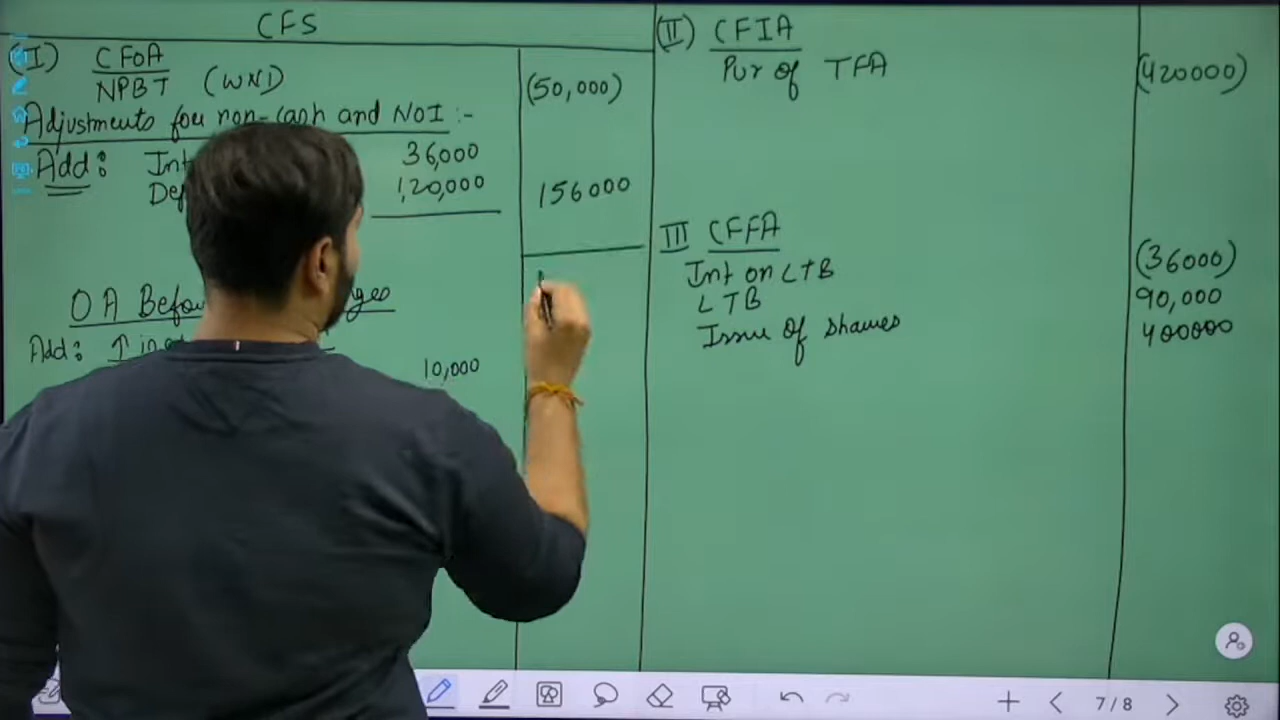 CFS
(I) CFOA
NPBT (WN1) (50,000)
Adjustments for non-cash and NOI :-
Add: Int 36,000
1,20,000 156000
OA
Add: ↑ 10,000
(II) CFIA
Pur of TFA (420000)
III CFFA
Int on LTB (36000)
LTB 90,000
Issue of shares 400000
7/8